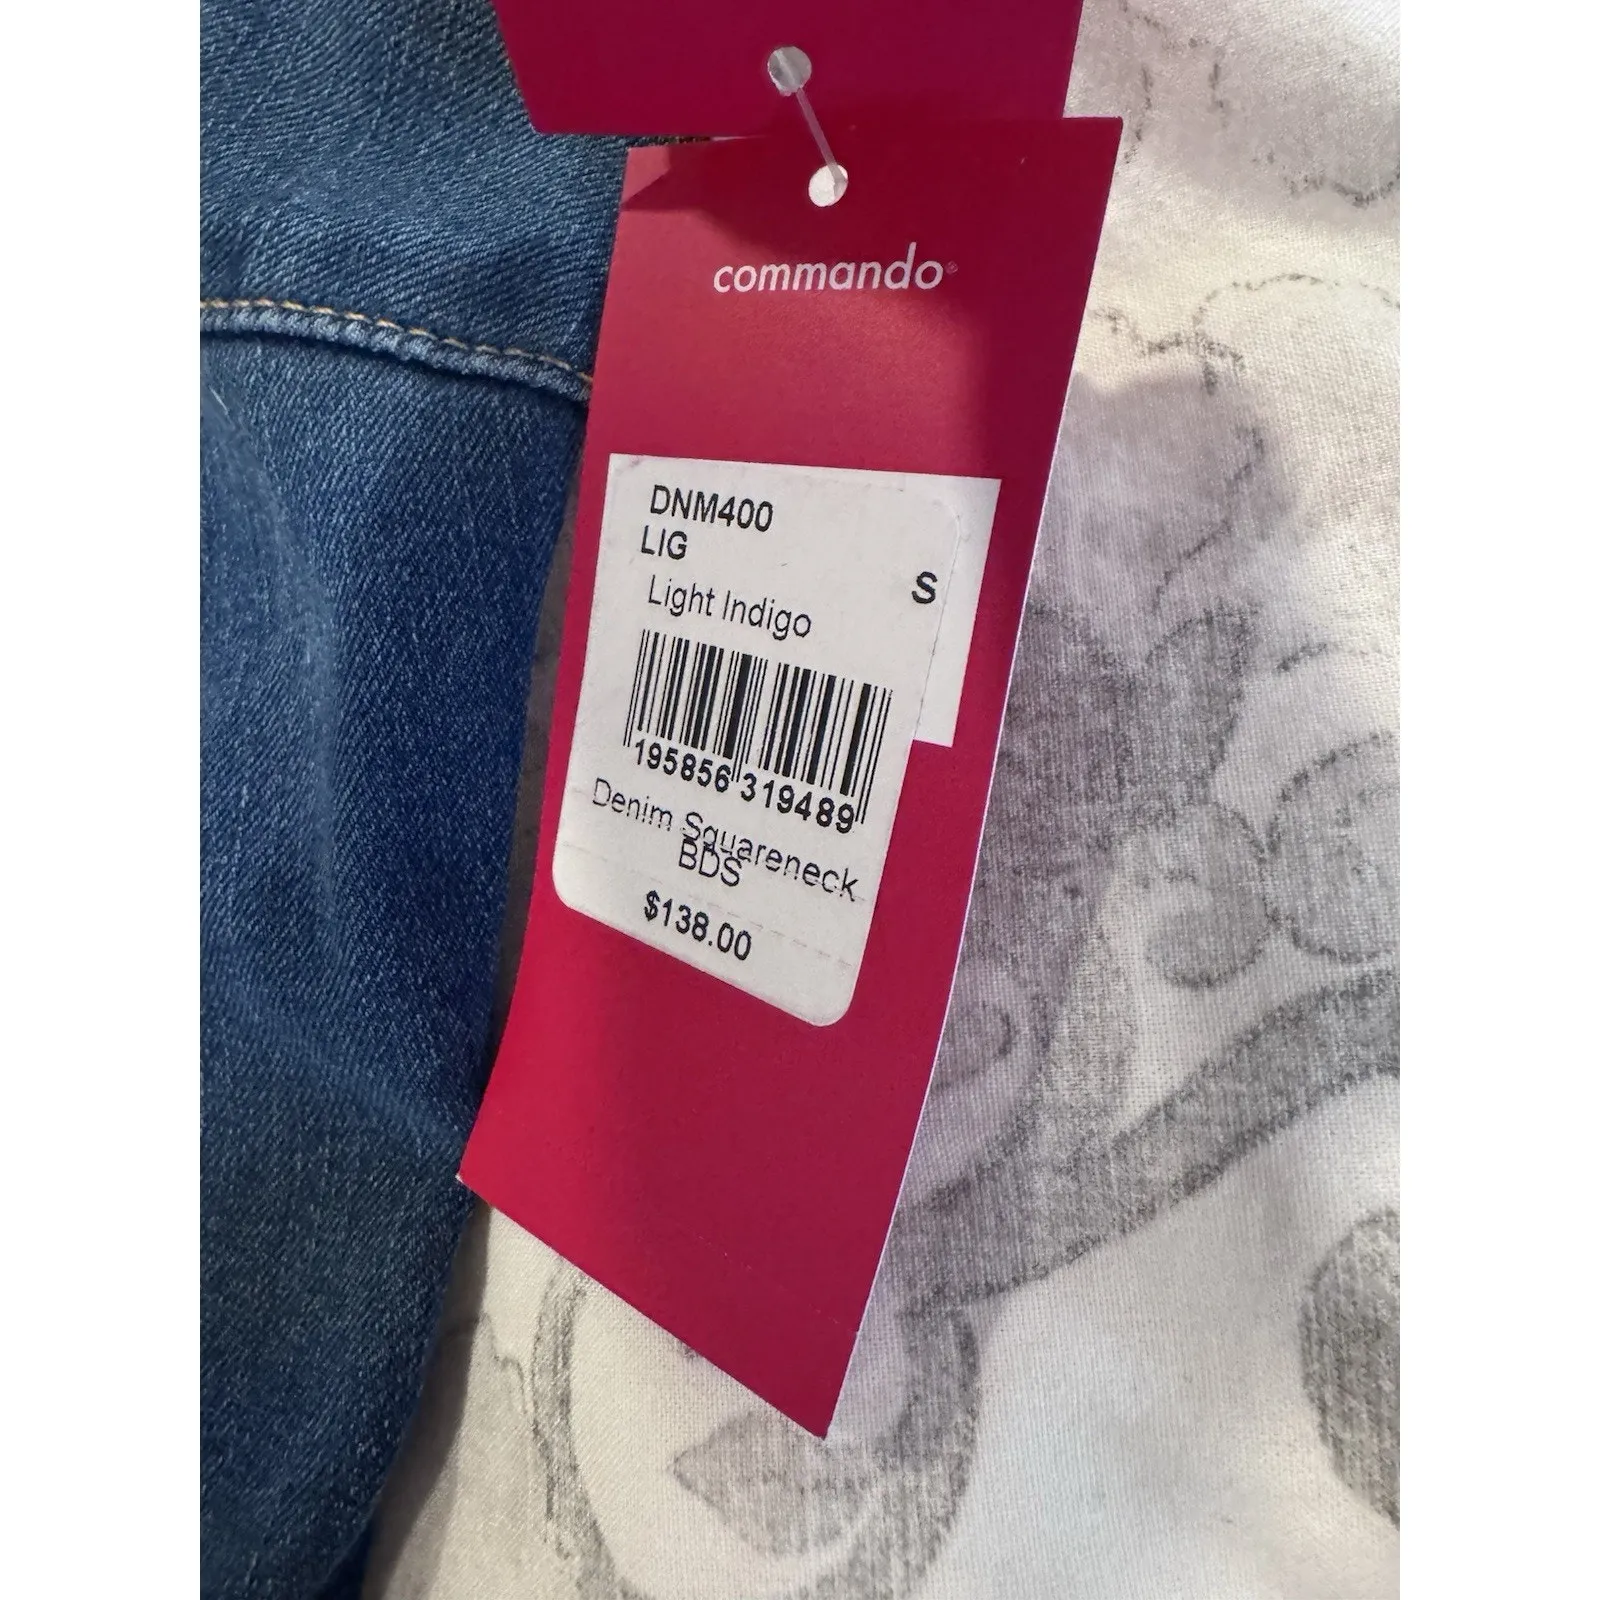 commando®
DNM400
LIG
S
Light Indigo
195856 319489
Denim Squareneck
BDS
$138.00